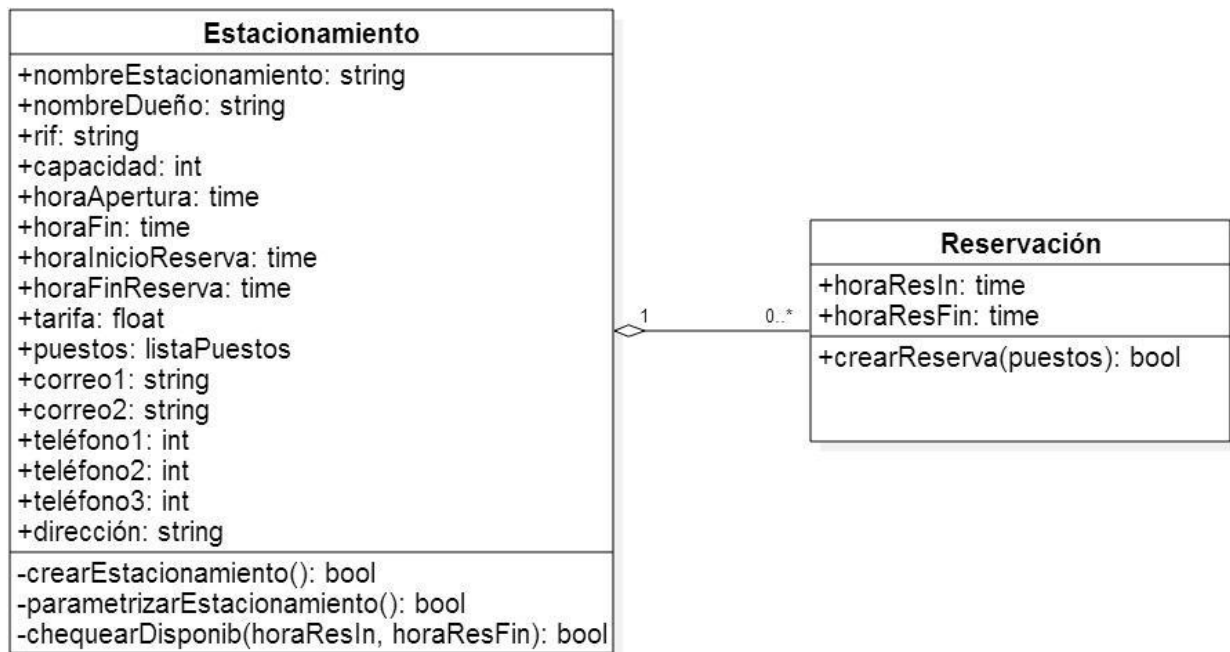 Estacionamiento
+nombreEstacionamiento: string
+nombreDueño: string
+rif: string
+capacidad: int
+horaApertura: time
+horaFin: time
+horaInicioReserva: time
+horaFinReserva: time
+tarifa: float
+puestos: listaPuestos
+correo1: string
+correo2: string
+teléfono1: int
+teléfono2: int
+teléfono3: int
+dirección: string
-crearEstacionamiento(): bool
-parametrizarEstacionamiento(): bool
-chequearDisponib(horaResIn, horaResFin): bool
1
0..*
Reservación
+horaResIn: time
+horaResFin: time
+crearReserva(puestos): bool